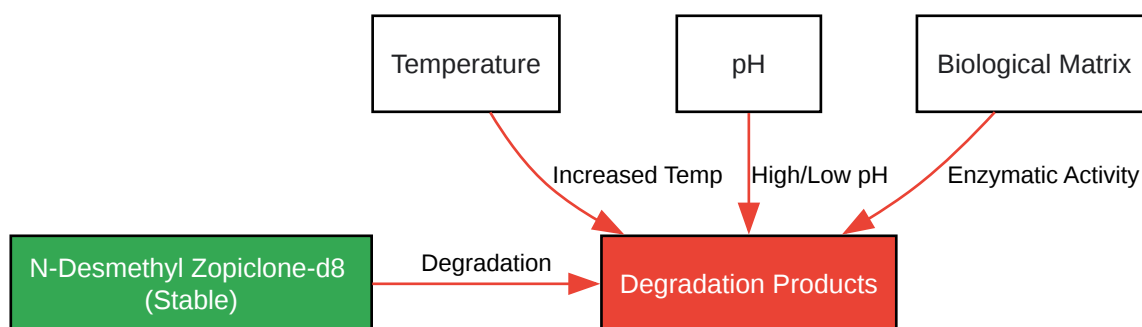 Temperature
pH
Biological Matrix
Increased Temp
High/Low pH
Enzymatic Activity
N-Desmethyl Zopiclone-d8
(Stable)
Degradation
Degradation Products